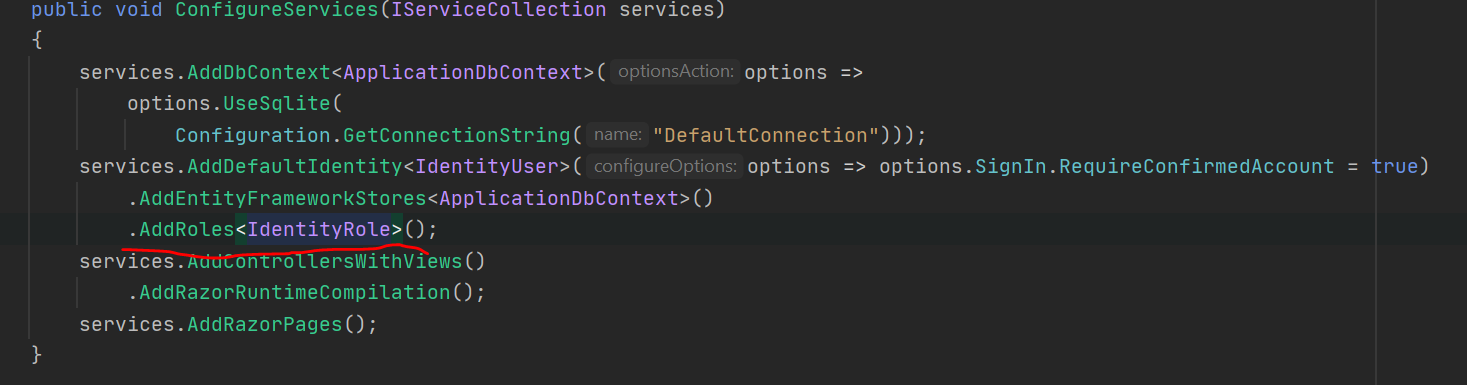 public void ConfigureServices(IServiceCollection services)
{
services.AddDbContext<ApplicationDbContext>( optionsAction: options =>
options.UseSqlite(
Configuration.GetConnectionString( name: "DefaultConnection")));
services.AddDefaultIdentity<IdentityUser>( configureOptions: options => options.SignIn.RequireConfirmedAccount = true)
.AddEntityFrameworkStores<ApplicationDbContext>()
.AddRoles<IdentityRole>();
services.AddControllersWithViews()
.AddRazorRuntimeCompilation();
services.AddRazorPages();
}